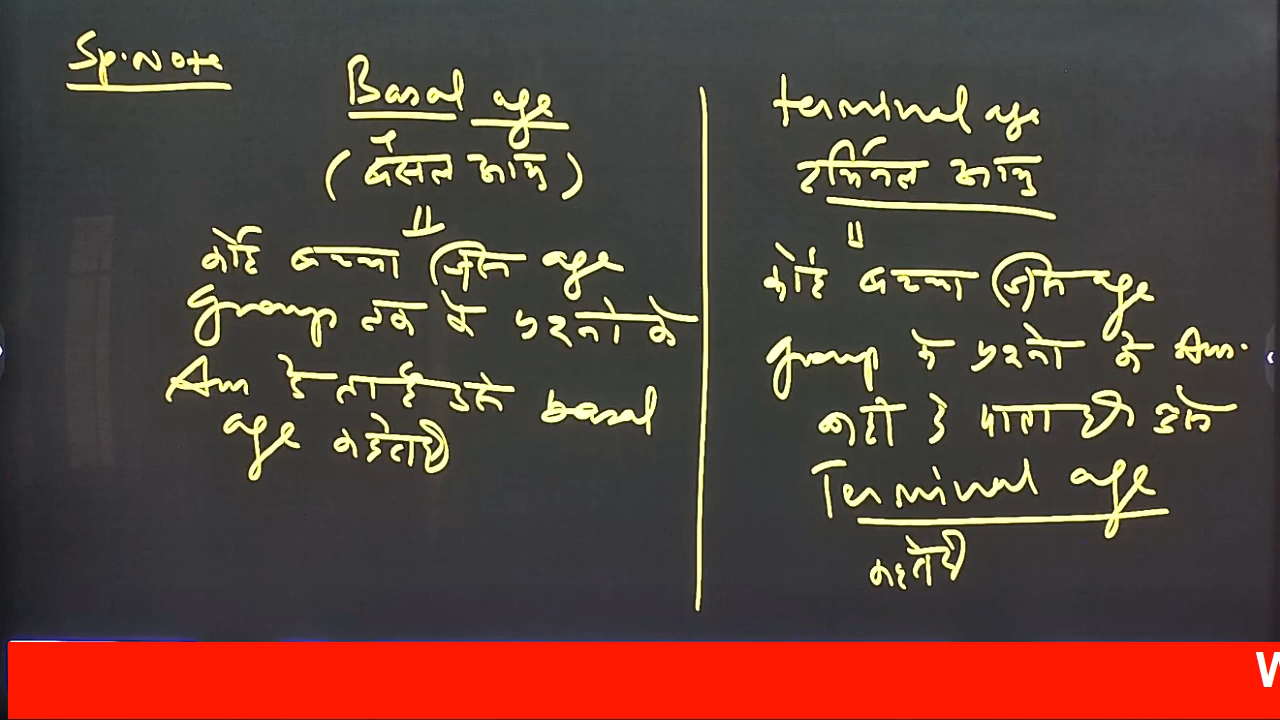 Sp. Note
Basal age
(बेसल आयु)
कोई बच्चा जिस age
Group तक के प्रश्नों के
Ans दे ता है उसे basal
age कहते है
terminal age
टर्मिनल आयु
कोई बच्चा जिस age
group के प्रश्नों के Ans.
नही दे पाता है उसे
Terminal age
कहते है
W